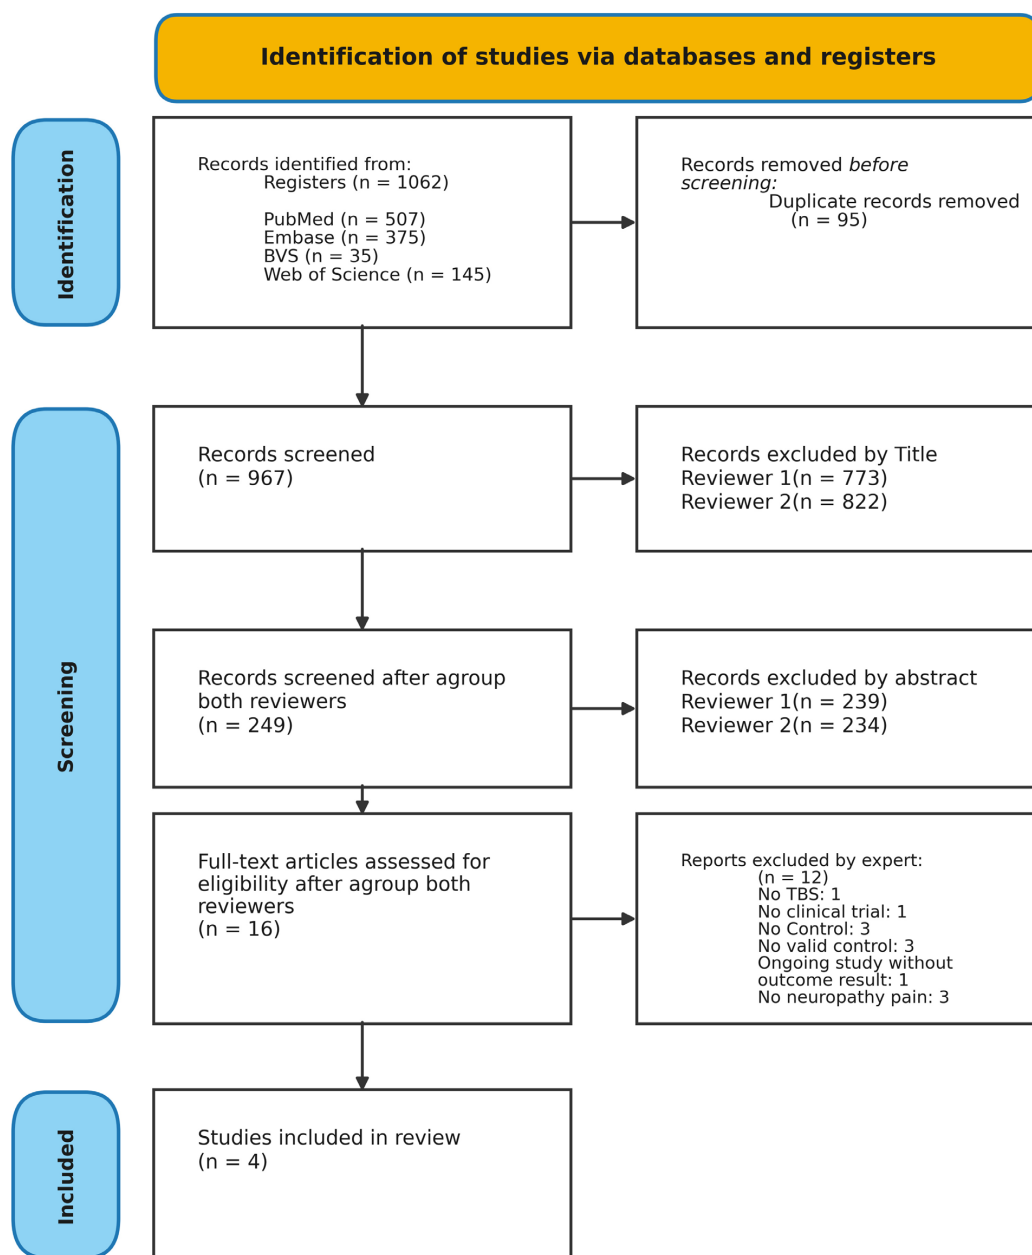 Identification of studies via databases and registers
Identification
Records identified from:
Registers (n = 1062)
PubMed (n = 507)
Embase (n = 375)
BVS (n = 35)
Web of Science (n = 145)
Records removed before
screening:
Duplicate records removed
(n = 95)
Screening
Records screened
(n = 967)
Records excluded by Title
Reviewer 1(n = 773)
Reviewer 2(n = 822)
Records screened after agroup
both reviewers
(n = 249)
Records excluded by abstract
Reviewer 1(n = 239)
Reviewer 2(n = 234)
Full-text articles assessed for
eligibility after agroup both
reviewers
(n = 16)
Reports excluded by expert:
(n = 12)
No TBS: 1
No clinical trial: 1
No Control: 3
No valid control: 3
Ongoing study without
outcome result: 1
No neuropathy pain: 3
Included
Studies included in review
(n = 4)